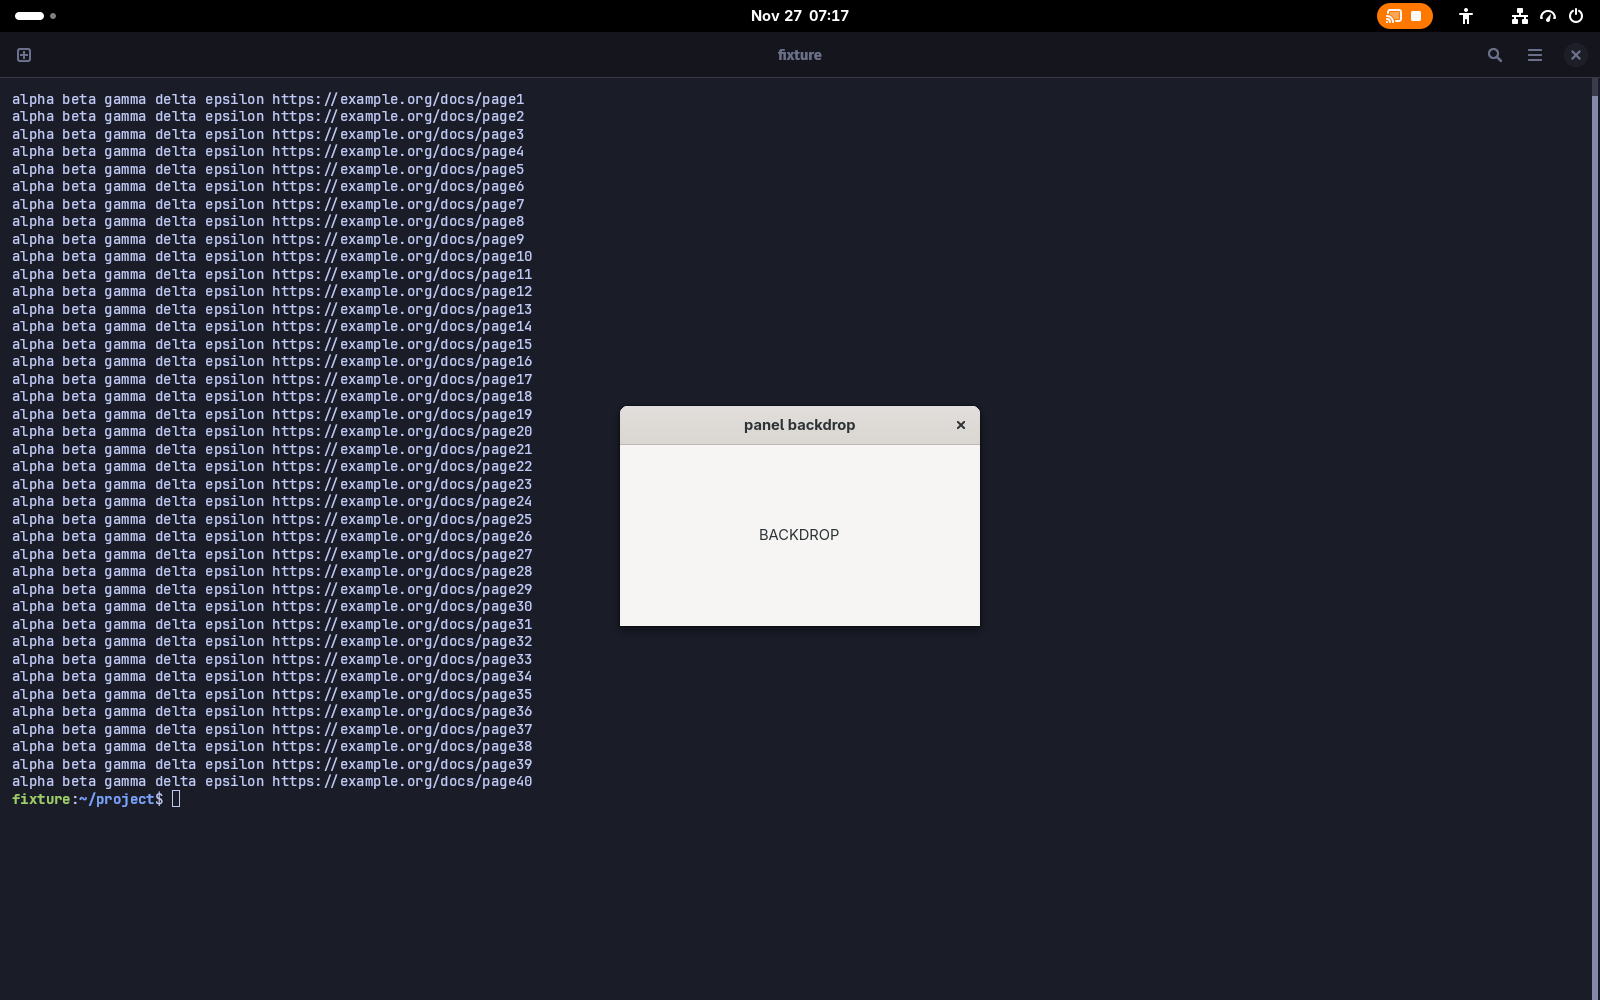 Nov 27 07:17
fixture
alpha beta gamma delta epsilon https://example.org/docs/page1
alpha beta gamma delta epsilon https://example.org/docs/page2
alpha beta gamma delta epsilon https://example.org/docs/page3
alpha beta gamma delta epsilon https://example.org/docs/page4
alpha beta gamma delta epsilon https://example.org/docs/page5
alpha beta gamma delta epsilon https://example.org/docs/page6
alpha beta gamma delta epsilon https://example.org/docs/page7
alpha beta gamma delta epsilon https://example.org/docs/page8
alpha beta gamma delta epsilon https://example.org/docs/page9
alpha beta gamma delta epsilon https://example.org/docs/page10
alpha beta gamma delta epsilon https://example.org/docs/page11
alpha beta gamma delta epsilon https://example.org/docs/page12
alpha beta gamma delta epsilon https://example.org/docs/page13
alpha beta gamma delta epsilon https://example.org/docs/page14
alpha beta gamma delta epsilon https://example.org/docs/page15
alpha beta gamma delta epsilon https://example.org/docs/page16
alpha beta gamma delta epsilon https://example.org/docs/page17
alpha beta gamma delta epsilon https://example.org/docs/page18
alpha beta gamma delta epsilon https://example.org/docs/page19
alpha beta gamma delta epsilon https://example.org/docs/page20
alpha beta gamma delta epsilon https://example.org/docs/page21
alpha beta gamma delta epsilon https://example.org/docs/page22
alpha beta gamma delta epsilon https://example.org/docs/page23
alpha beta gamma delta epsilon https://example.org/docs/page24
alpha beta gamma delta epsilon https://example.org/docs/page25
alpha beta gamma delta epsilon https://example.org/docs/page26
alpha beta gamma delta epsilon https://example.org/docs/page27
alpha beta gamma delta epsilon https://example.org/docs/page28
alpha beta gamma delta epsilon https://example.org/docs/page29
alpha beta gamma delta epsilon https://example.org/docs/page30
alpha beta gamma delta epsilon https://example.org/docs/page31
alpha beta gamma delta epsilon https://example.org/docs/page32
alpha beta gamma delta epsilon https://example.org/docs/page33
alpha beta gamma delta epsilon https://example.org/docs/page34
alpha beta gamma delta epsilon https://example.org/docs/page35
alpha beta gamma delta epsilon https://example.org/docs/page36
alpha beta gamma delta epsilon https://example.org/docs/page37
alpha beta gamma delta epsilon https://example.org/docs/page38
alpha beta gamma delta epsilon https://example.org/docs/page39
alpha beta gamma delta epsilon https://example.org/docs/page40
fixture:~/project$
panel backdrop
BACKDROP